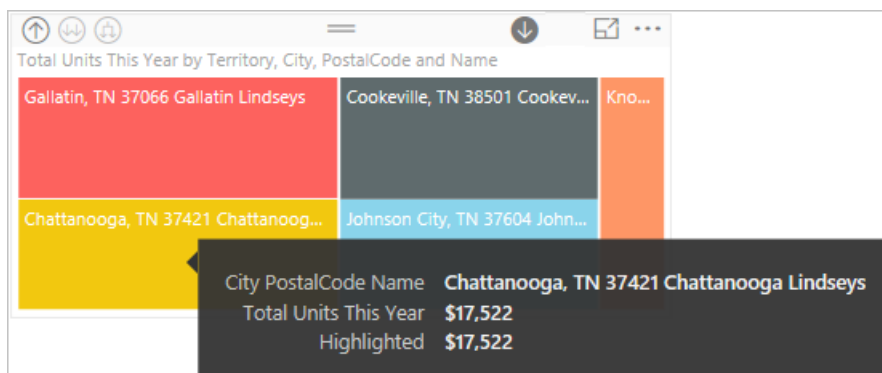 Total Units This Year by Territory, City, PostalCode and Name
Gallatin, TN 37066 Gallatin Lindseys
Cookeville, TN 38501 Cookev...
Kno...
Chattanooga, TN 37421 Chattanoog...
Johnson City, TN 37604 John...
City PostalCode Name Chattanooga, TN 37421 Chattanooga Lindseys
Total Units This Year $17,522
Highlighted $17,522